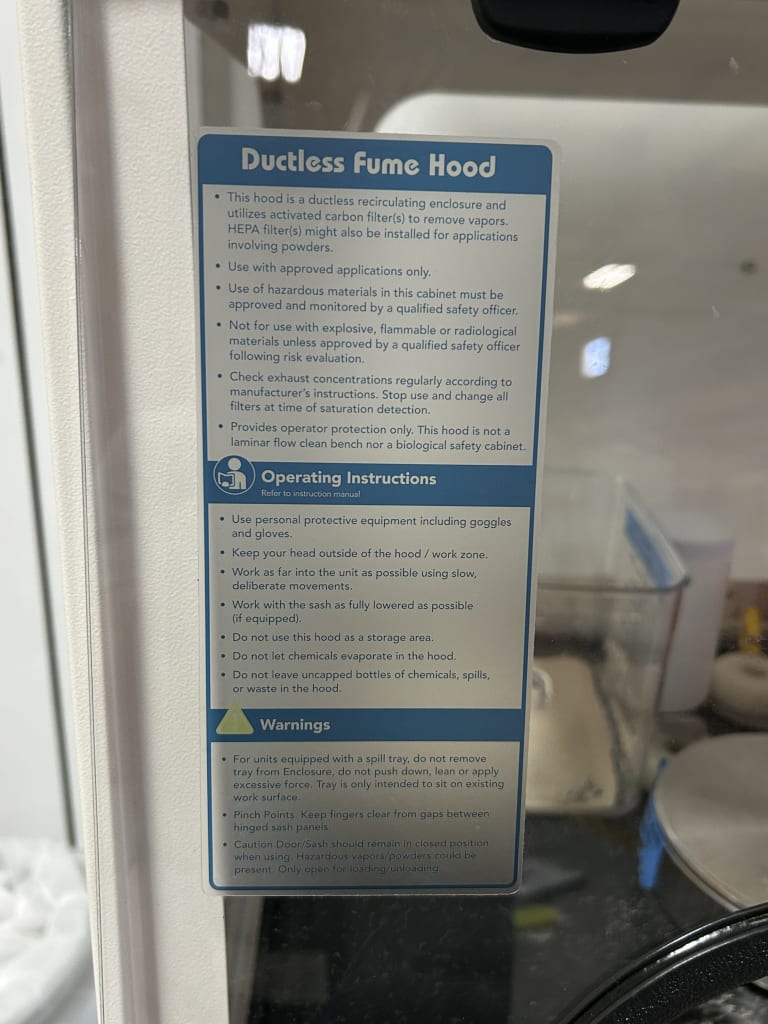 Ductless Fume Hood
• This hood is a ductless recirculating enclosure and
utilizes activated carbon filter(s) to remove vapors.
HEPA filter(s) might also be installed for applications
involving powders.
• Use with approved applications only.
• Use of hazardous materials in this cabinet must be
approved and monitored by a qualified safety officer.
• Not for use with explosive, flammable or radiological
materials unless approved by a qualified safety officer
following risk evaluation.
• Check exhaust concentrations regularly according to
manufacturer's instructions. Stop use and change all
filters at time of saturation detection.
• Provides operator protection only. This hood is not a
laminar flow clean bench nor a biological safety cabinet.
Operating Instructions
Refer to instruction manual
• Use personal protective equipment including goggles
and gloves.
• Keep your head outside of the hood / work zone.
• Work as far into the unit as possible using slow,
deliberate movements.
• Work with the sash as fully lowered as possible
(if equipped).
• Do not use this hood as a storage area.
• Do not let chemicals evaporate in the hood.
• Do not leave uncapped bottles of chemicals, spills,
or waste in the hood.
Warnings
• For units equipped with a spill tray, do not remove
tray from Enclosure, do not push down, lean or apply
excessive force. Tray is only intended to sit on existing
work surface.
• Pinch Points. Keep fingers clear from gaps between
hinged sash panels
• Caution Door/Sash should remain in closed position
when using. Hazardous vapors/powders could be
present. Only open for loading/unloading.